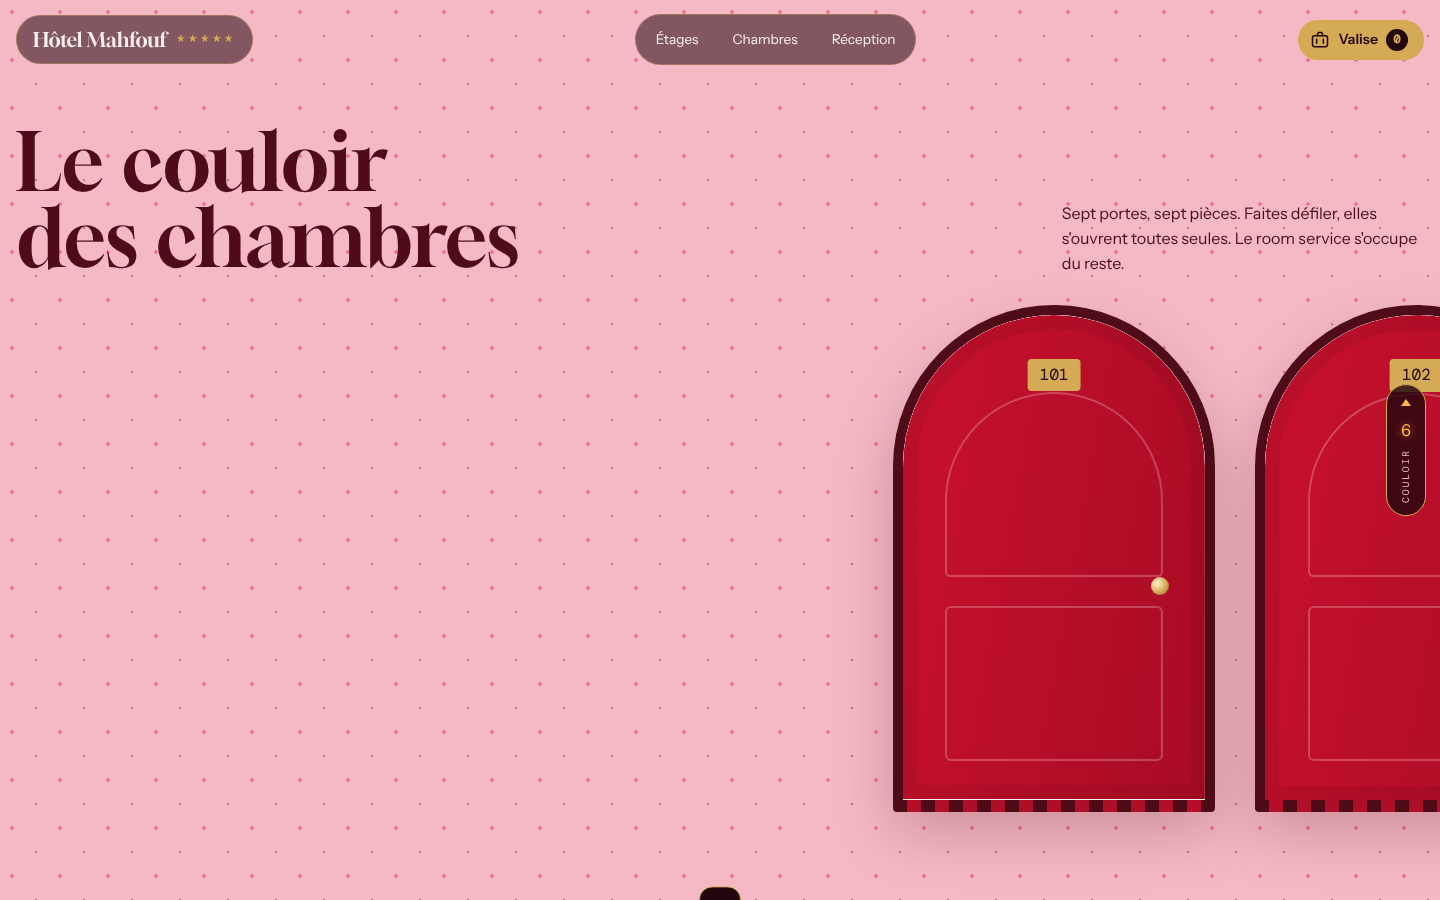 Hôtel Mahfouf ★★★★★
Étages
Chambres
Réception
Valise 0
Le couloir
des chambres
Sept portes, sept pièces. Faites défiler, elles
s'ouvrent toutes seules. Le room service s'occupe
du reste.
101
102
6
COULOIR